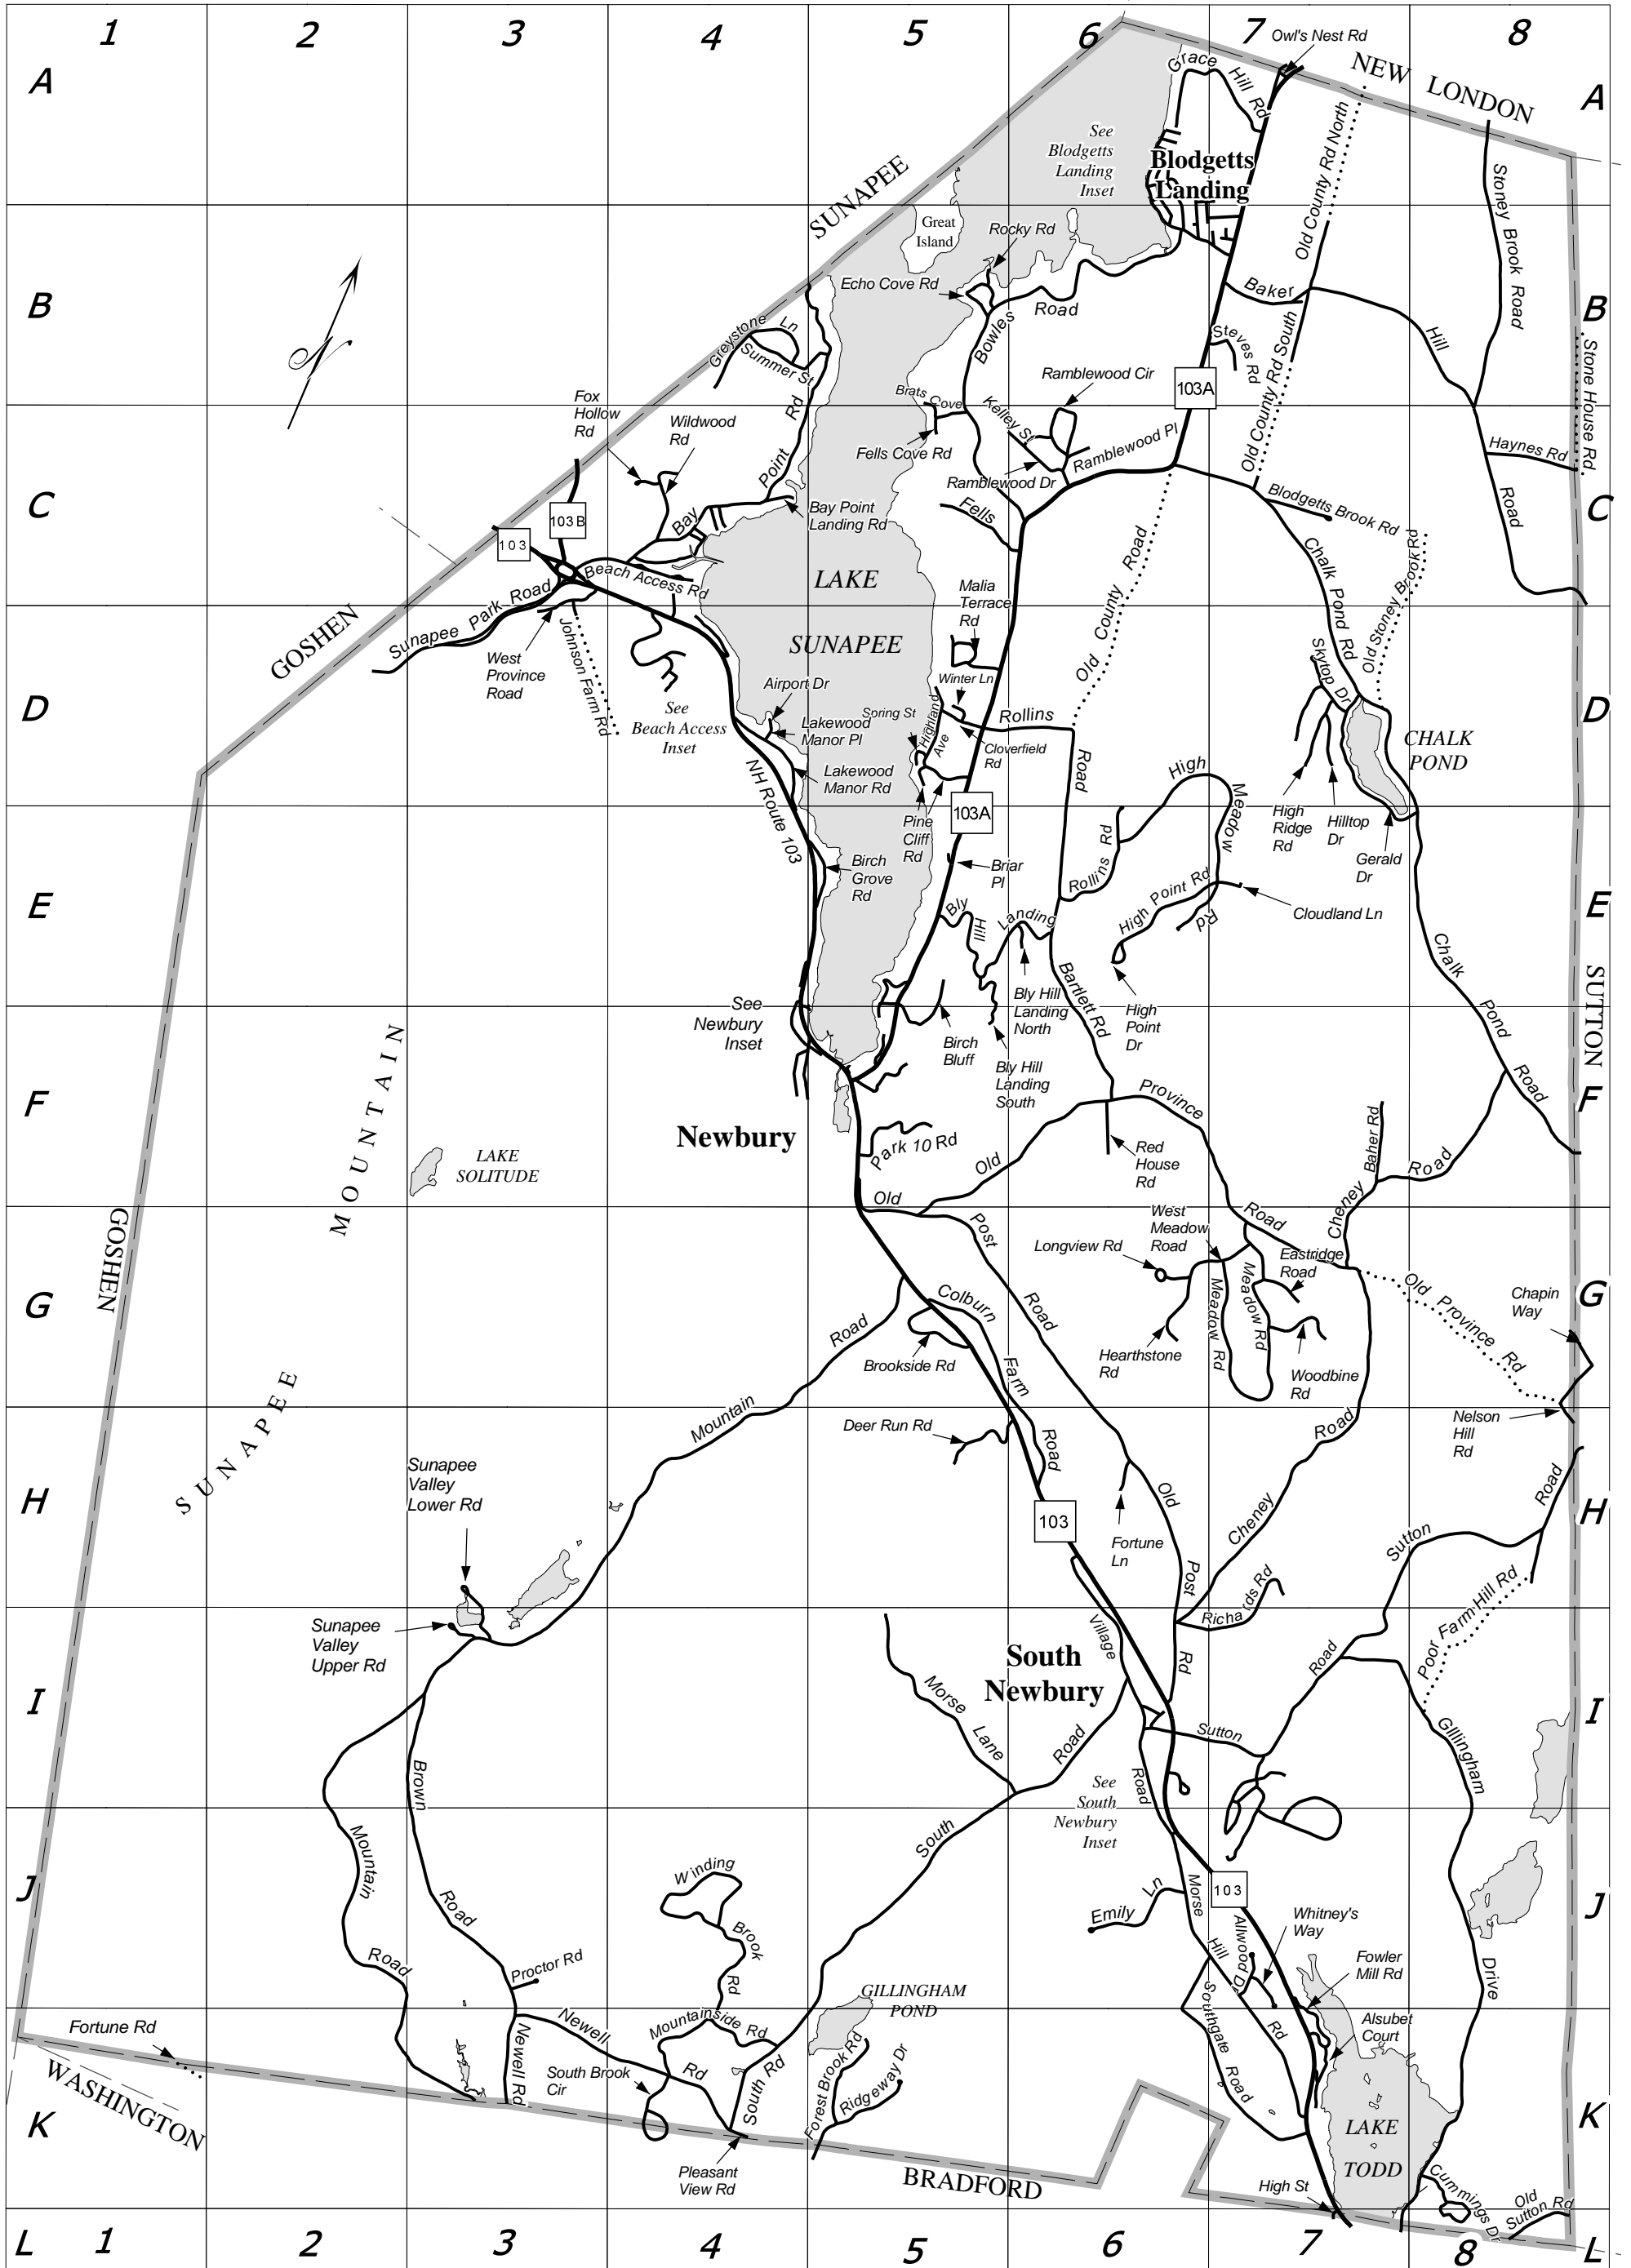 1 2 3 4 5 6 7 8
A
A
Owl's Nest Rd
NEW LONDON
Grace
Hill Rd
See
Blodgetts
Landing
Inset
Blodgetts
Landing
Old County Rd North
Stoney Brook Road
SUNAPEE
Great
Island
Rocky Rd
Echo Cove Rd
B
B
Bowles
Road
Baker
Hill
Steves Rd
Stone House Rd
Greystone
Ln
Summer St
103A
Old County Rd South
Ramblewood Cir
Brats Cove
Kelley St
Fells Cove Rd
Ramblewood Dr
Ramblewood Pl
Haynes Rd
Fox
Hollow
Rd
Wildwood
Rd
Point
Rd
C
C
Bay
Bay Point
Landing Rd
Fells
Blodgetts Brook Rd
Road
103
103B
Beach Access Rd
LAKE
SUNAPEE
Old County Road
Chalk Pond Rd
Old Stoney Brook Rd
Malia
Terrace
Rd
GOSHEN
Sunapee Park Road
West
Province
Road
Johnson Farm Rd
See
Beach Access
Inset
Skytop Dr
Winter Ln
D
D
Airport Dr
Lakewood
Manor Pl
Spring St
Highland
Ave
Rollins
Road
Cloverfield
Rd
CHALK
POND
Lakewood
Manor Rd
NH Route 103
High
Meadow
Rd
103A
Pine
Cliff
Rd
High
Ridge
Rd
Hilltop
Dr
Gerald
Dr
Birch
Grove
Rd
Briar
Pl
Rollins Rd
E
E
High Point Rd
Cloudland Ln
Bly
Hill
Landing
Chalk
Pond
Road
SUTTON
Bartlett Rd
See
Newbury
Inset
Bly Hill
Landing
North
High
Point
Dr
Birch
Bluff
Bly Hill
Landing
South
MOUNTAIN
F
F
Newbury
Park 10 Rd
Old
Province
Road
Red
House
Rd
Baher Rd
Cheney
Road
LAKE
SOLITUDE
Old
Post
Road
West
Meadow
Road
Longview Rd
Eastridge
Road
GOSHEN
G
G
Meadow Rd
Meadow Rd
Old Province Rd
Chapin
Way
Colburn
Farm
Road
Brookside Rd
Hearthstone
Rd
Woodbine
Rd
Road
Mountain
Deer Run Rd
Nelson
Hill
Rd
Road
SUNAPEE
Sunapee
Valley
Lower Rd
H
H
103
Fortune
Ln
Old
Post
Rd
Cheney
Sutton
Road
Richa ds Rd
Poor Farm Hill Rd
Sunapee
Valley
Upper Rd
Village
South
Newbury
Road
I
I
Morse
Lane
Road
Sutton
Gillingham
Brown
See
South
Newbury
Inset
Road
South
Mountain
Winding
J
J
103
Morse
Emily Ln
Whitney's
Way
Road
Brook
Rd
Hill
Allwood Dr
Fowler
Mill Rd
Drive
Road
Proctor Rd
GILLINGHAM
POND
Southgate
Road
Rd
Alsubet
Court
Fortune Rd
Newell
Rd
Mountainside Rd
Newell Rd
South Brook
Cir
South Rd
Forest Brook Rd
Ridgeway Dr
WASHINGTON
K
K
LAKE
TODD
Pleasant
View Rd
BRADFORD
High St
Cummings Dr
Old
Sutton Rd
L 1 2 3 4 5 6 7 8 L